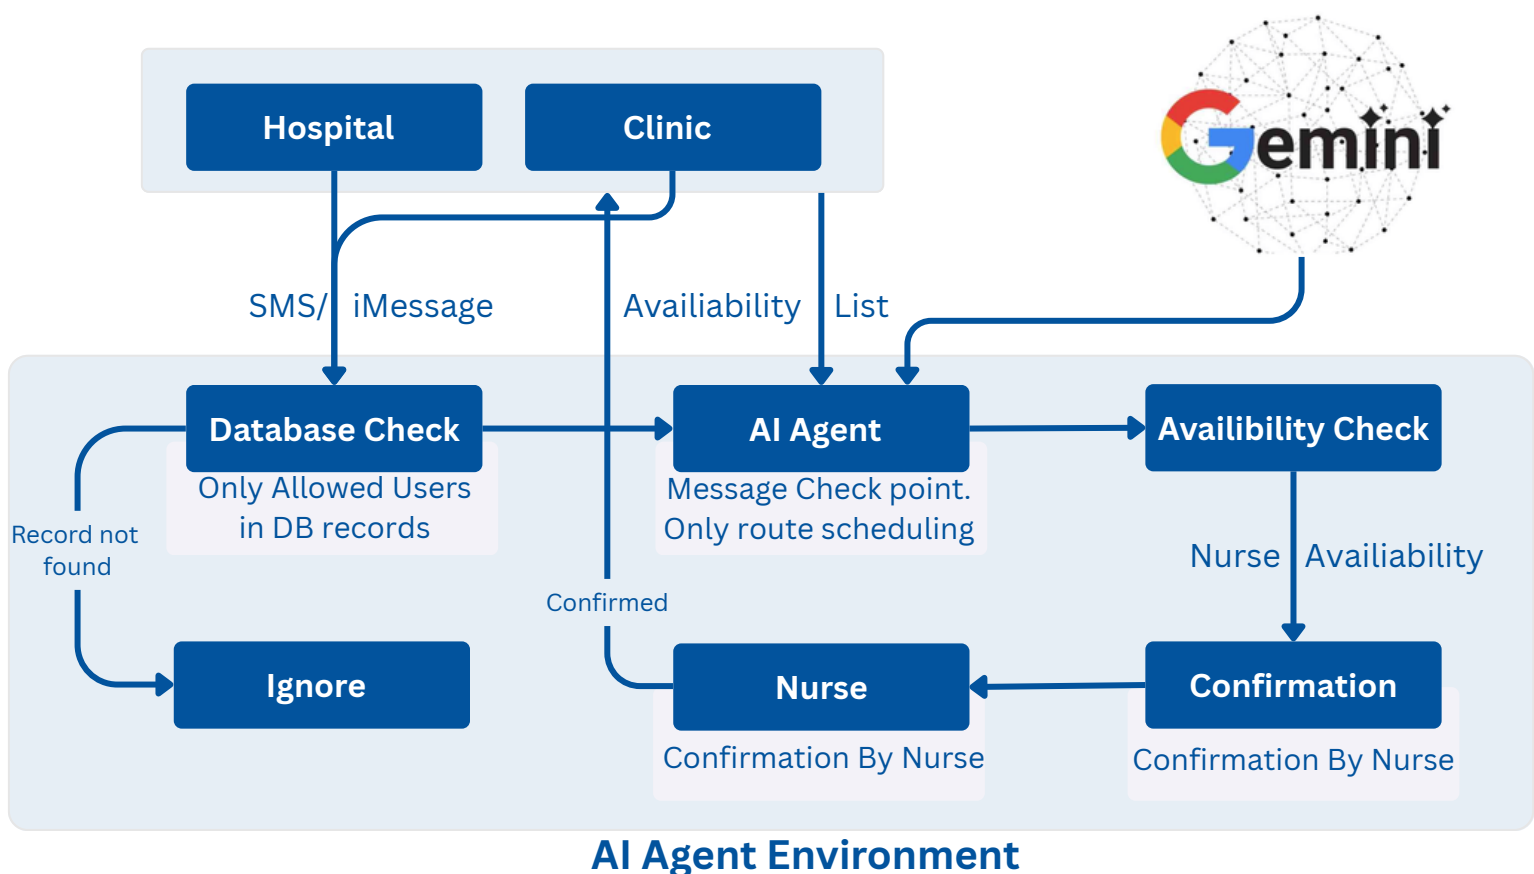 Hospital
Clinic
Gemini
SMS/ iMessage
Availiability List
Database Check
AI Agent
Availibility Check
Only Allowed Users
in DB records
Message Check point.
Only route scheduling
Record not
found
Nurse Availiability
Confirmed
Ignore
Nurse
Confirmation
Confirmation By Nurse
Confirmation By Nurse
AI Agent Environment